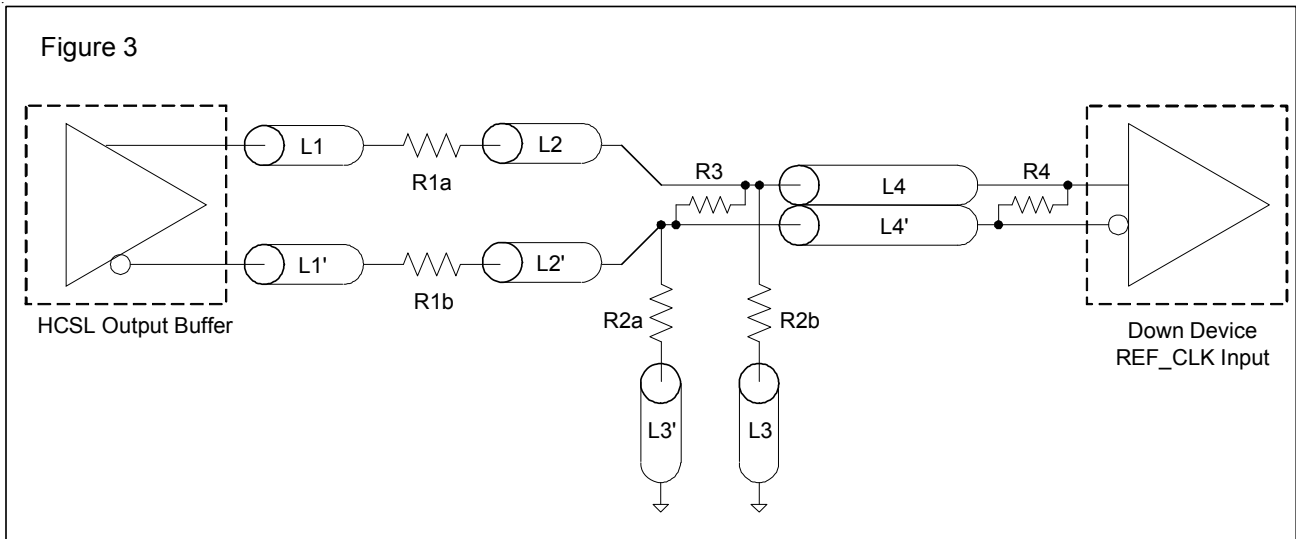 Figure 3
L1
R1a
L2
R3
L4
R4
L4'
L1'
R1b
L2'
HCSL Output Buffer
R2a
R2b
Down Device
REF_CLK Input
L3'
L3